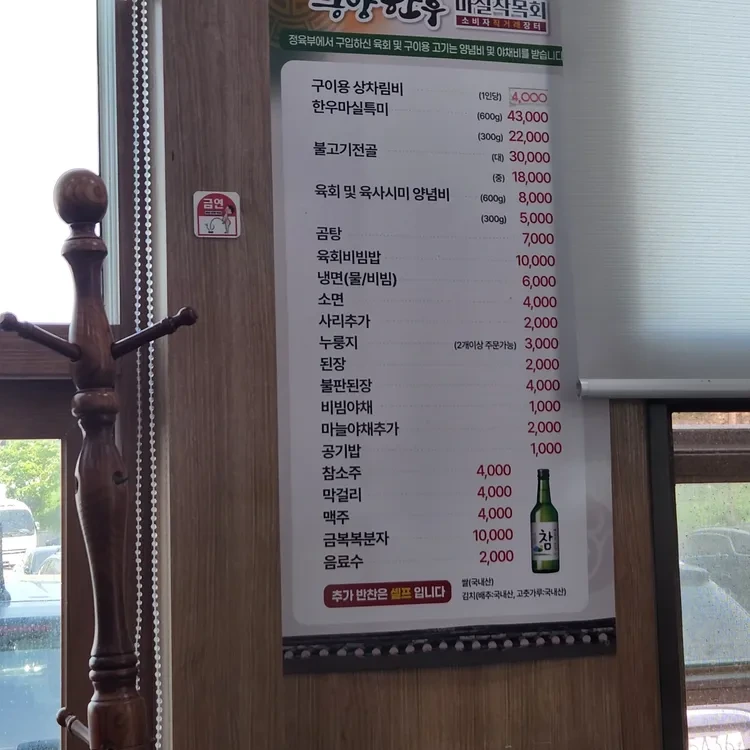 한우 마실작목회
소비자직거래장터
정육부에서 구입하신 육회 및 구이용 고기는 양념비 및 야채비를 받습니다
구이용 상차림비 (1인당) 4,000
한우마실특미 (600g) 43,000
(300g) 22,000
불고기전골 (대) 30,000
(중) 18,000
육회 및 육사시미 양념비 (600g) 8,000
(300g) 5,000
곰탕 7,000
육회비빔밥 10,000
냉면(물/비빔) 6,000
소면 4,000
사리추가 2,000
누룽지 (2개이상 주문가능) 3,000
된장 2,000
불판된장 4,000
비빔야채 1,000
마늘야채추가 2,000
공기밥 1,000
참소주 4,000
막걸리 4,000
맥주 4,000
금복복분자 10,000
음료수 2,000
참
추가 반찬은 셀프 입니다
쌀(국내산)
김치(배추:국내산, 고춧가루:국내산)
금연